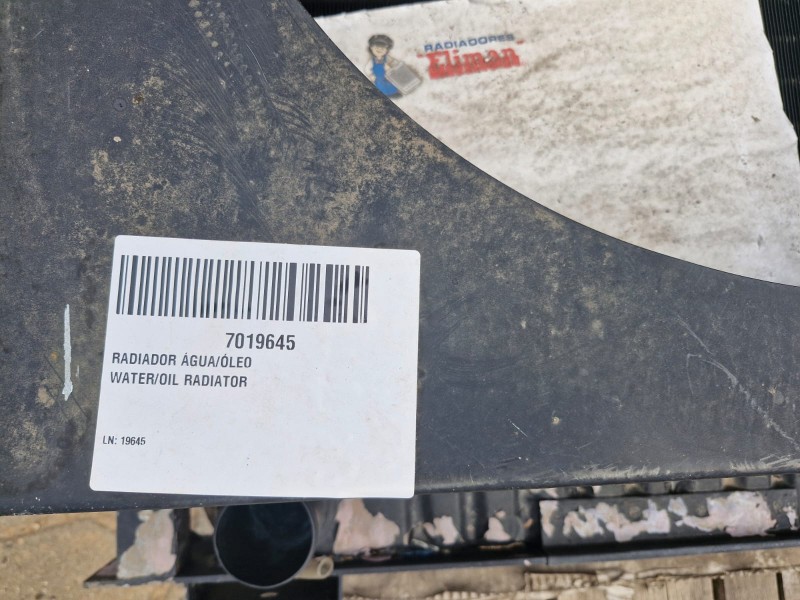 RADIADORES
Eliman
7019645
RADIADOR ÁGUA/ÓLEO
WATER/OIL RADIATOR
LN: 19645